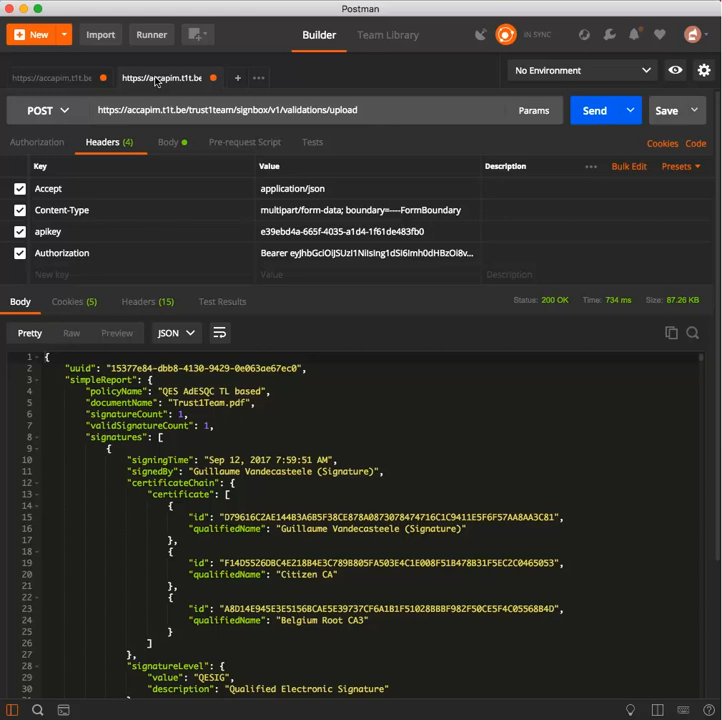 Postman
New
Import
Runner
Builder
Team Library
IN SYNC
https://accapim.t1t.be
https://accapim.t1t.be
No Environment
POST
https://accapim.t1t.be/trust1team/signbox/v1/validations/upload
Params
Send
Save
Authorization
Headers (4)
Body
Pre-request Script
Tests
Cookies
Code
Key
Value
Description
Bulk Edit
Presets
Accept
application/json
Content-Type
multipart/form-data; boundary=----FormBoundary
apikey
e39ebd4a-665f-4035-a1d4-1f61de483fb0
Authorization
New key
Value
Description
Body
Cookies (5)
Headers (15)
Test Results
Status: 200 OK
Time: 734 ms
Size: 87.26 KB
Pretty
Raw
Preview
JSON
1 {
2 "uuid": "15377e84-dbb8-4130-9429-0e063ae67ec0",
3 "simpleReport": {
4 "policyName": "QES AdESQC TL based",
5 "documentName": "Trust1Team.pdf",
6 "signatureCount": 1,
7 "validSignatureCount": 1,
8 "signatures": [
9 {
10 "signingTime": "Sep 12, 2017 7:59:51 AM",
11 "signedBy": "Guillaume Vandecasteele (Signature)",
12 "certificateChain": {
13 "certificate": [
14 {
15 "id": "D79616C2AE144B3A6B5F38CE878A0873078474716C1C9411E5F6F57AA8AA3C81",
16 "qualifiedName": "Guillaume Vandecasteele (Signature)"
17 },
18 {
19 "id": "F14D5526DBC4E218B4E3C789B805FA503E4C1E008F51B478B31F5EC2C0465053",
20 "qualifiedName": "Citizen CA"
21 },
22 {
23 "id": "A8D14E945E3E5156BCAE5E39737CF6A1B1F51028BBBF982F50CE5F4C05568B4D",
24 "qualifiedName": "Belgium Root CA3"
25 }
26 ]
27 },
28 "signatureLevel": {
29 "value": "QESIG",
30 "description": "Qualified Electronic Signature"